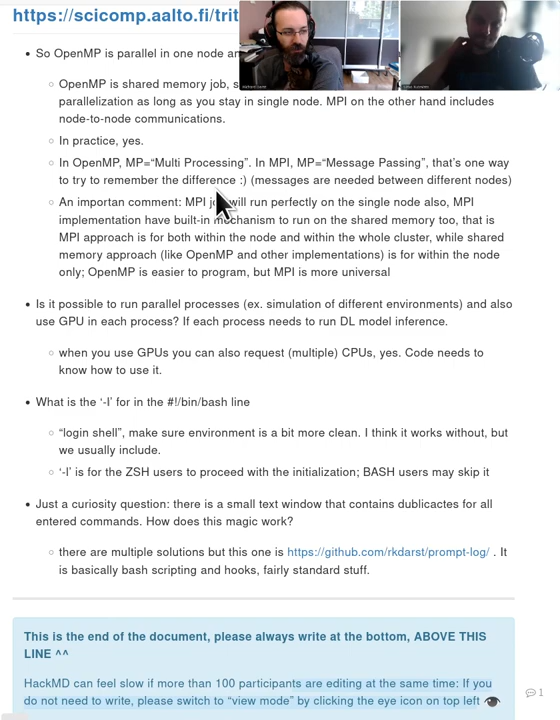 https://scicomp.aalto.fi/trit
So OpenMP is parallel in one node an
OpenMP is shared memory job, s
parallelization as long as you stay in single node. MPI on the other hand includes
node-to-node communications.
In practice, yes.
In OpenMP, MP=“Multi Processing”. In MPI, MP=“Message Passing”, that’s one way
to try to remember the difference :) (messages are needed between different nodes)
An importan comment: MPI will run perfectly on the single node also, MPI
implementation have built-in mechanism to run on the shared memory too, that is
MPI approach is for both within the node and within the whole cluster, while shared
memory approach (like OpenMP and other implementations) is for within the node
only; OpenMP is easier to program, but MPI is more universal
Is it possible to run parallel processes (ex. simulation of different environments) and also
use GPU in each process? If each process needs to run DL model inference.
when you use GPUs you can also request (multiple) CPUs, yes. Code needs to
know how to use it.
What is the ‘-l’ for in the #!/bin/bash line
“login shell”, make sure environment is a bit more clean. I think it works without, but
we usually include.
‘-l’ is for the ZSH users to proceed with the initialization; BASH users may skip it
Just a curiosity question: there is a small text window that contains dublicactes for all
entered commands. How does this magic work?
there are multiple solutions but this one is https://github.com/rkdarst/prompt-log/ . It
is basically bash scripting and hooks, fairly standard stuff.
This is the end of the document, please always write at the bottom, ABOVE THIS
LINE ^^
HackMD can feel slow if more than 100 participants are editing at the same time: If you
do not need to write, please switch to “view mode” by clicking the eye icon on top left
1